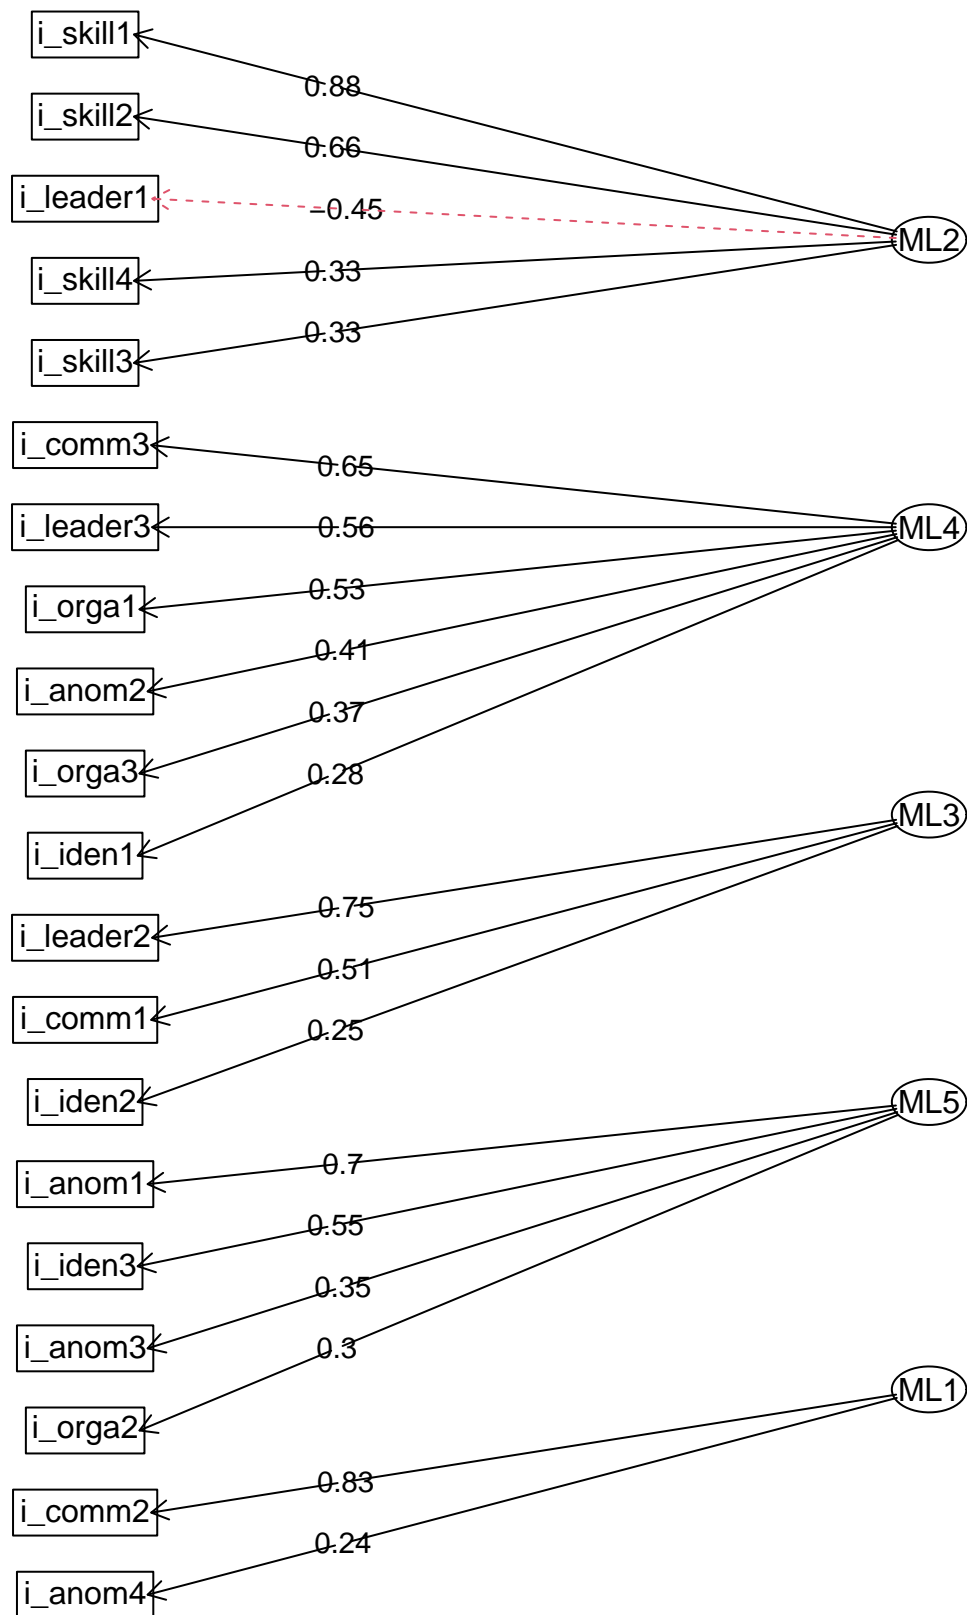 i_skill1
0.88
i_skill2
0.66
i_leader1
−0.45
ML2
i_skill4
0.33
i_skill3
0.33
i_comm3
0.65
i_leader3
0.56
ML4
i_orga1
0.53
i_anom2
0.41
i_orga3
0.37
i_iden1
0.28
ML3
i_leader2
0.75
i_comm1
0.51
i_iden2
0.25
ML5
i_anom1
0.7
i_iden3
0.55
i_anom3
0.35
i_orga2
0.3
ML1
i_comm2
0.83
i_anom4
0.24